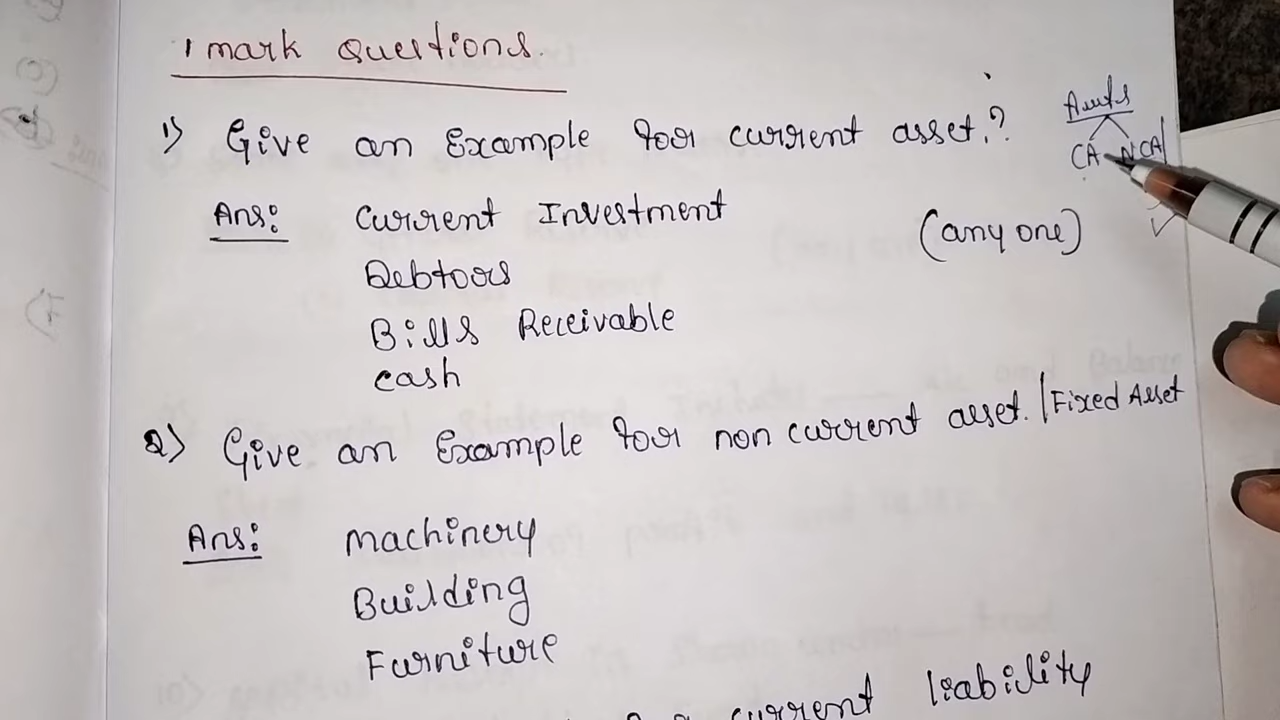 1 mark Questions.
1) Give an Example for current asset.?
Assets
CA NCA
Ans: Current Investment
(any one)
Debtors
Bills Receivable
cash
2) Give an Example for non current asset. | Fixed Asset
Ans: machinery
Building
Furniture
current liability